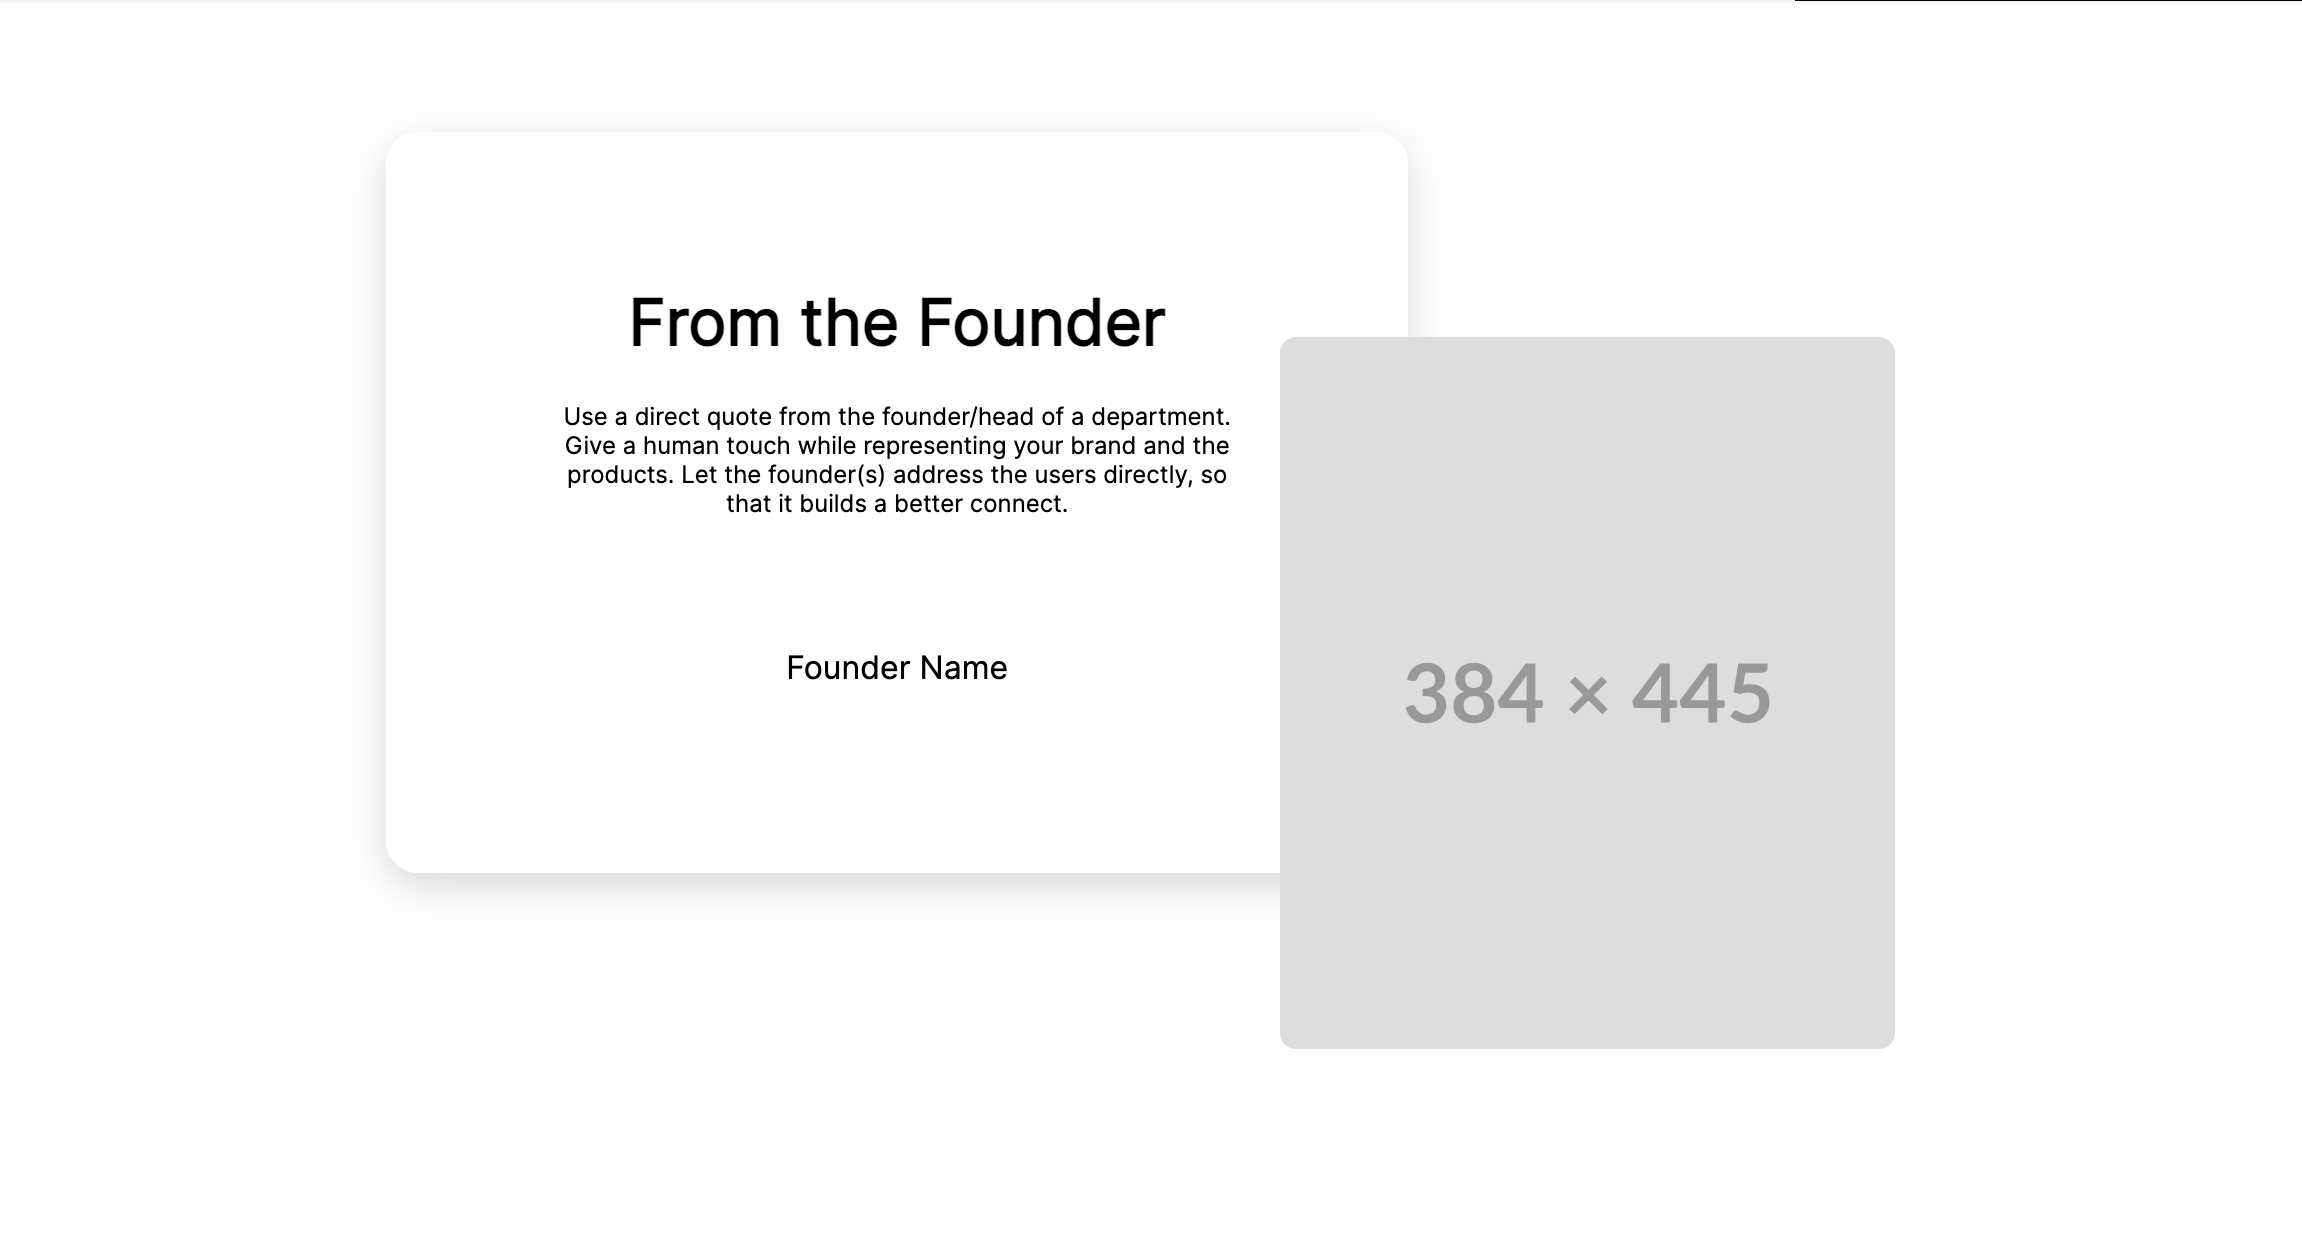 From the Founder
Use a direct quote from the founder/head of a department.
Give a human touch while representing your brand and the
products. Let the founder(s) address the users directly, so
that it builds a better connect.
Founder Name
384 × 445